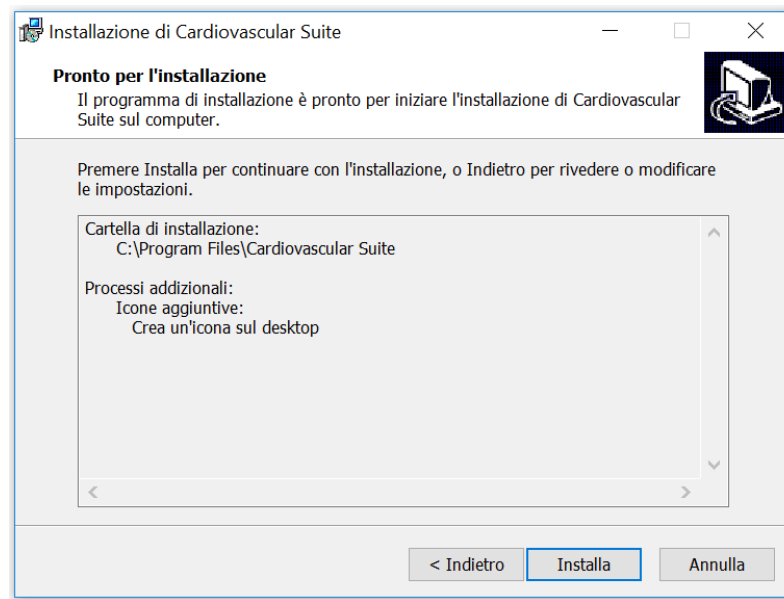 Installazione di Cardiovascular Suite
Pronto per l'installazione
Il programma di installazione è pronto per iniziare l'installazione di Cardiovascular
Suite sul computer.
Premere Installa per continuare con l'installazione, o Indietro per rivedere o modificare
le impostazioni.
Cartella di installazione:
C:\Program Files\Cardiovascular Suite
Processi addizionali:
Icone aggiuntive:
Crea un'icona sul desktop
< Indietro
Installa
Annulla